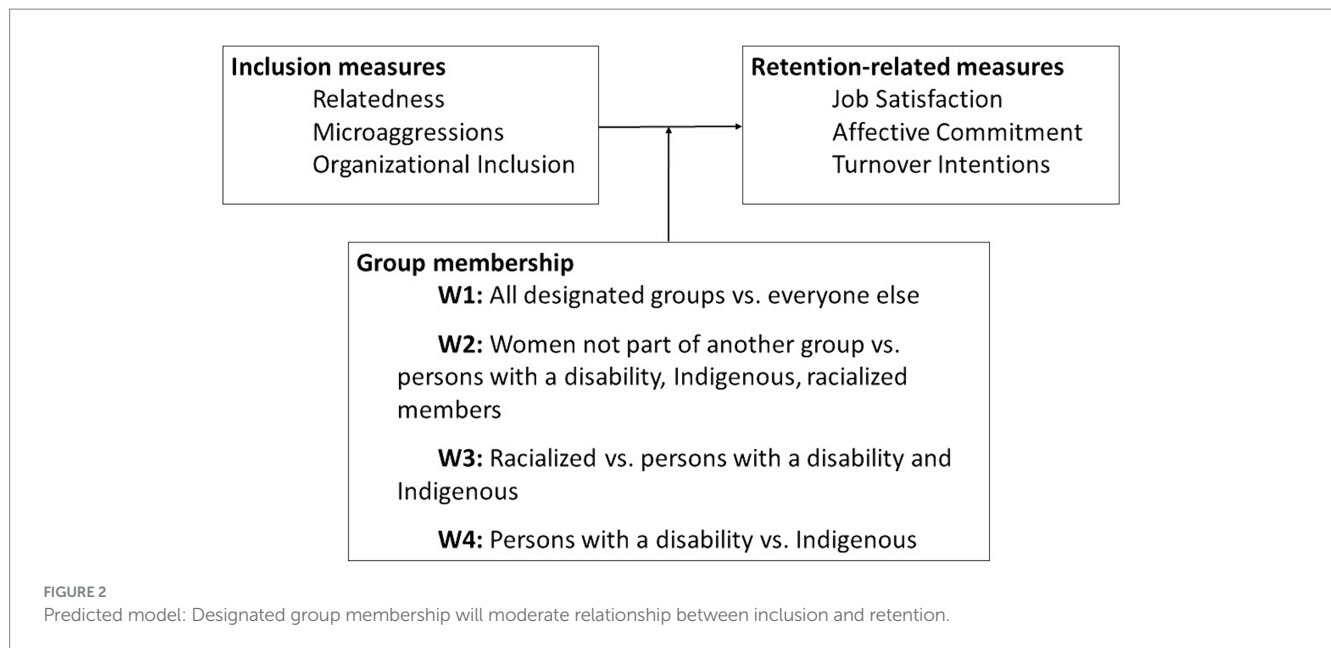 Inclusion measures
Relatedness
Microaggressions
Organizational Inclusion
Retention-related measures
Job Satisfaction
Affective Commitment
Turnover Intentions
Group membership
W1: All designated groups vs. everyone else
W2: Women not part of another group vs.
persons with a disability, Indigenous, racialized
members
W3: Racialized vs. persons with a disability and
Indigenous
W4: Persons with a disability vs. Indigenous
FIGURE 2
Predicted model: Designated group membership will moderate relationship between inclusion and retention.